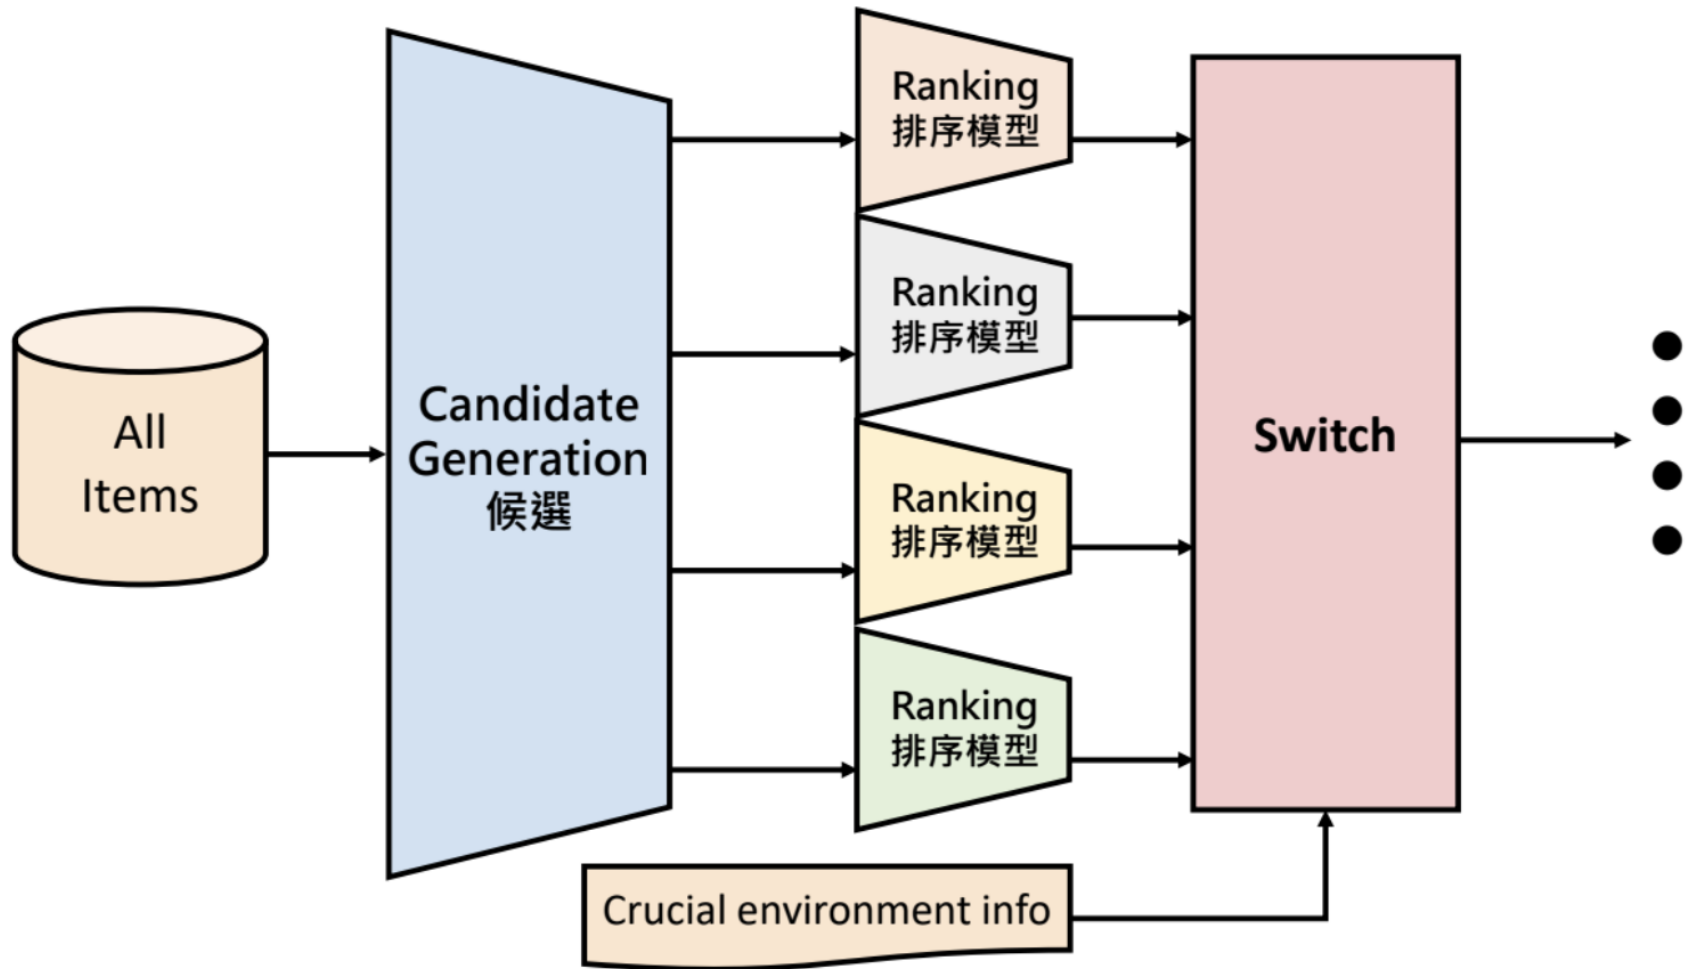 All
Items
Candidate
Generation
候選
Ranking
排序模型
Ranking
排序模型
Ranking
排序模型
Ranking
排序模型
Switch
Crucial environment info